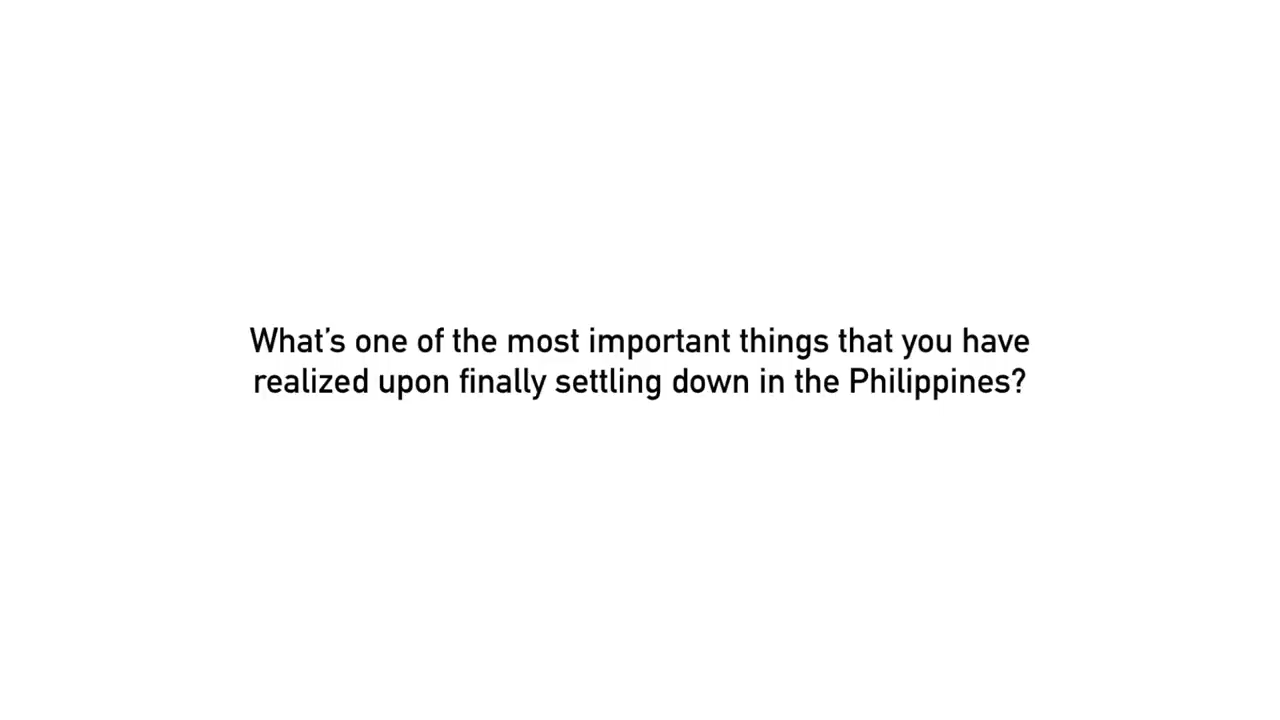 What’s one of the most important things that you have
realized upon finally settling down in the Philippines?